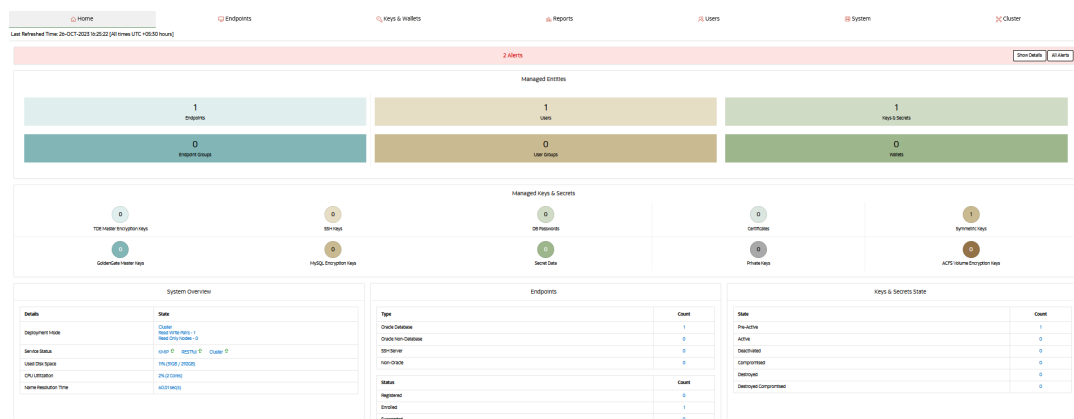 Home
Endpoints
Keys & Wallets
Reports
Users
System
Cluster
Last Refreshed Time: 26-OCT-2023 16:25:22 [All times UTC +05:30 hours]
2 Alerts
Show Details
All Alerts
Managed Entities
1
Endpoints
1
Users
1
Keys & Secrets
0
Endpoint Groups
0
User Groups
0
Wallets
Managed Keys & Secrets
0
TDE Master Encryption Keys
0
SSH Keys
0
DB Passwords
0
Certificates
1
Symmetric Keys
0
GoldenGate Master Keys
0
MySQL Encryption Keys
0
Secret Data
0
Private Keys
0
ACFS Volume Encryption Keys
System Overview
Details State
Deployment Mode
Cluster
Read Write Pairs - 1
Read Only Nodes - 0
Service Status KMIP RESTful Cluster
Used Disk Space 11% (31GB / 292GB)
CPU Utilization 2% (2 Cores)
Name Resolution Time
Endpoints
Type Count
Oracle Database 1
Oracle Non-Database 0
SSH Server 0
Non-Oracle 0
Status Count
Registered 0
Enrolled 1
Suspended 0
Keys & Secrets State
State Count
Pre-Active 1
Active 0
Deactivated 0
Compromised 0
Destroyed 0
Destroyed Compromised 0